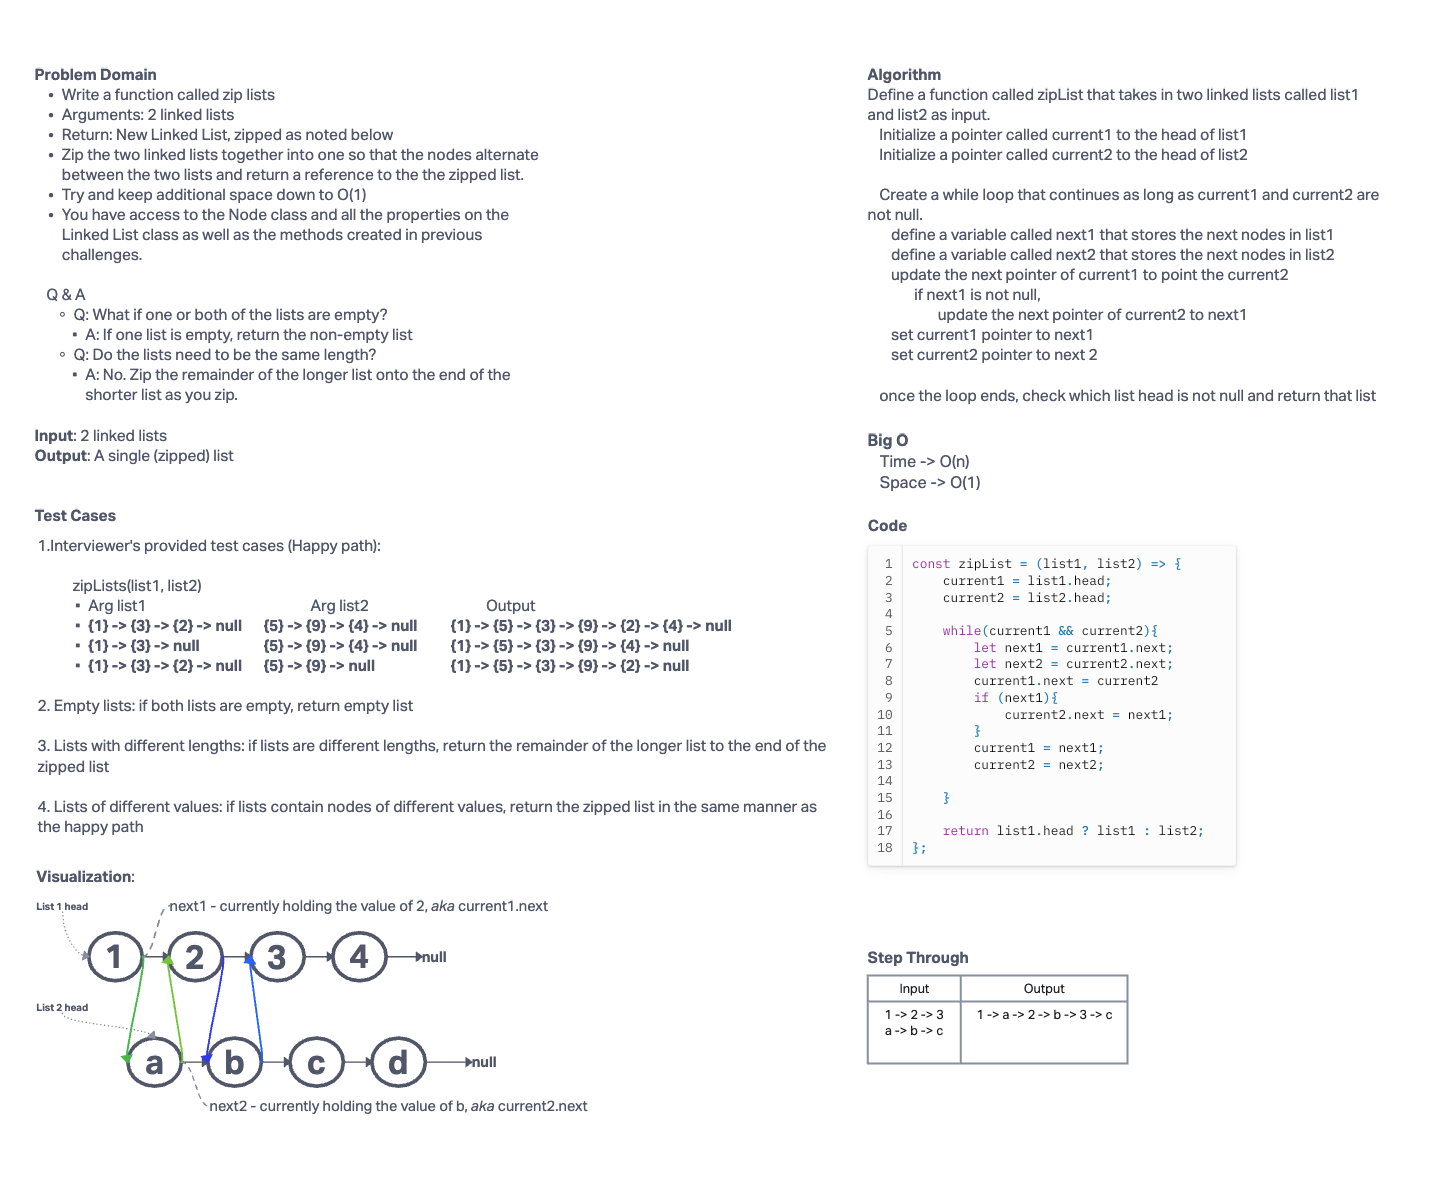 Problem Domain
• Write a function called zip lists
• Arguments: 2 linked lists
• Return: New Linked List, zipped as noted below
• Zip the two linked lists together into one so that the nodes alternate
between the two lists and return a reference to the the zipped list.
• Try and keep additional space down to O(1)
• You have access to the Node class and all the properties on the
Linked List class as well as the methods created in previous
challenges.
Q & A
◦ Q: What if one or both of the lists are empty?
▪ A: If one list is empty, return the non-empty list
◦ Q: Do the lists need to be the same length?
▪ A: No. Zip the remainder of the longer list onto the end of the
shorter list as you zip.
Input: 2 linked lists
Output: A single (zipped) list
Test Cases
1.Interviewer's provided test cases (Happy path):
zipLists(list1, list2)
▪ Arg list1 Arg list2 Output
▪ {1} -> {3} -> {2} -> null {5} -> {9} -> {4} -> null {1} -> {5} -> {3} -> {9} -> {2} -> {4} -> null
▪ {1} -> {3} -> null {5} -> {9} -> {4} -> null {1} -> {5} -> {3} -> {9} -> {4} -> null
▪ {1} -> {3} -> {2} -> null {5} -> {9} -> null {1} -> {5} -> {3} -> {9} -> {2} -> null
2. Empty lists: if both lists are empty, return empty list
3. Lists with different lengths: if lists are different lengths, return the remainder of the longer list to the end of the
zipped list
4. Lists of different values: if lists contain nodes of different values, return the zipped list in the same manner as
the happy path
Visualization:
List 1 head
next1 - currently holding the value of 2, aka current1.next
1 2 3 4 null
List 2 head
a b c d null
next2 - currently holding the value of b, aka current2.next
Algorithm
Define a function called zipList that takes in two linked lists called list1
and list2 as input.
Initialize a pointer called current1 to the head of list1
Initialize a pointer called current2 to the head of list2
Create a while loop that continues as long as current1 and current2 are
not null.
define a variable called next1 that stores the next nodes in list1
define a variable called next2 that stores the next nodes in list2
update the next pointer of current1 to point the current2
if next1 is not null,
update the next pointer of current2 to next1
set current1 pointer to next1
set current2 pointer to next 2
once the loop ends, check which list head is not null and return that list
Big O
Time -> O(n)
Space -> O(1)
Code
1 const zipList = (list1, list2) => {
2 current1 = list1.head;
3 current2 = list2.head;
4
5 while(current1 && current2){
6 let next1 = current1.next;
7 let next2 = current2.next;
8 current1.next = current2
9 if (next1){
10 current2.next = next1;
11 }
12 current1 = next1;
13 current2 = next2;
14
15 }
16
17 return list1.head ? list1 : list2;
18 };
Step Through
Input Output
1 -> 2 -> 3 1 -> a -> 2 -> b -> 3 -> c
a -> b -> c